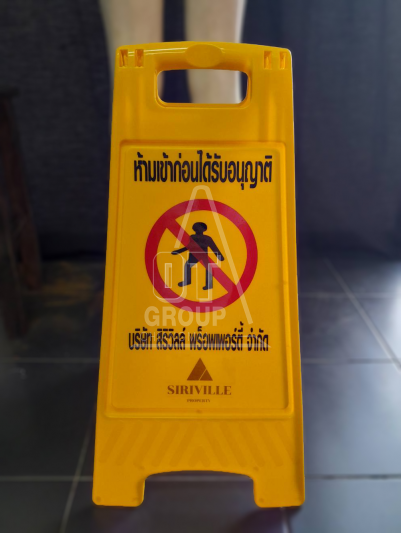 ห้ามเข้าก่อนได้รับอนุญาติ
OT
GROUP
บริษัท สิริวิลล์ พร็อพเพอร์ตี้ จำกัด
SIRIVILLE